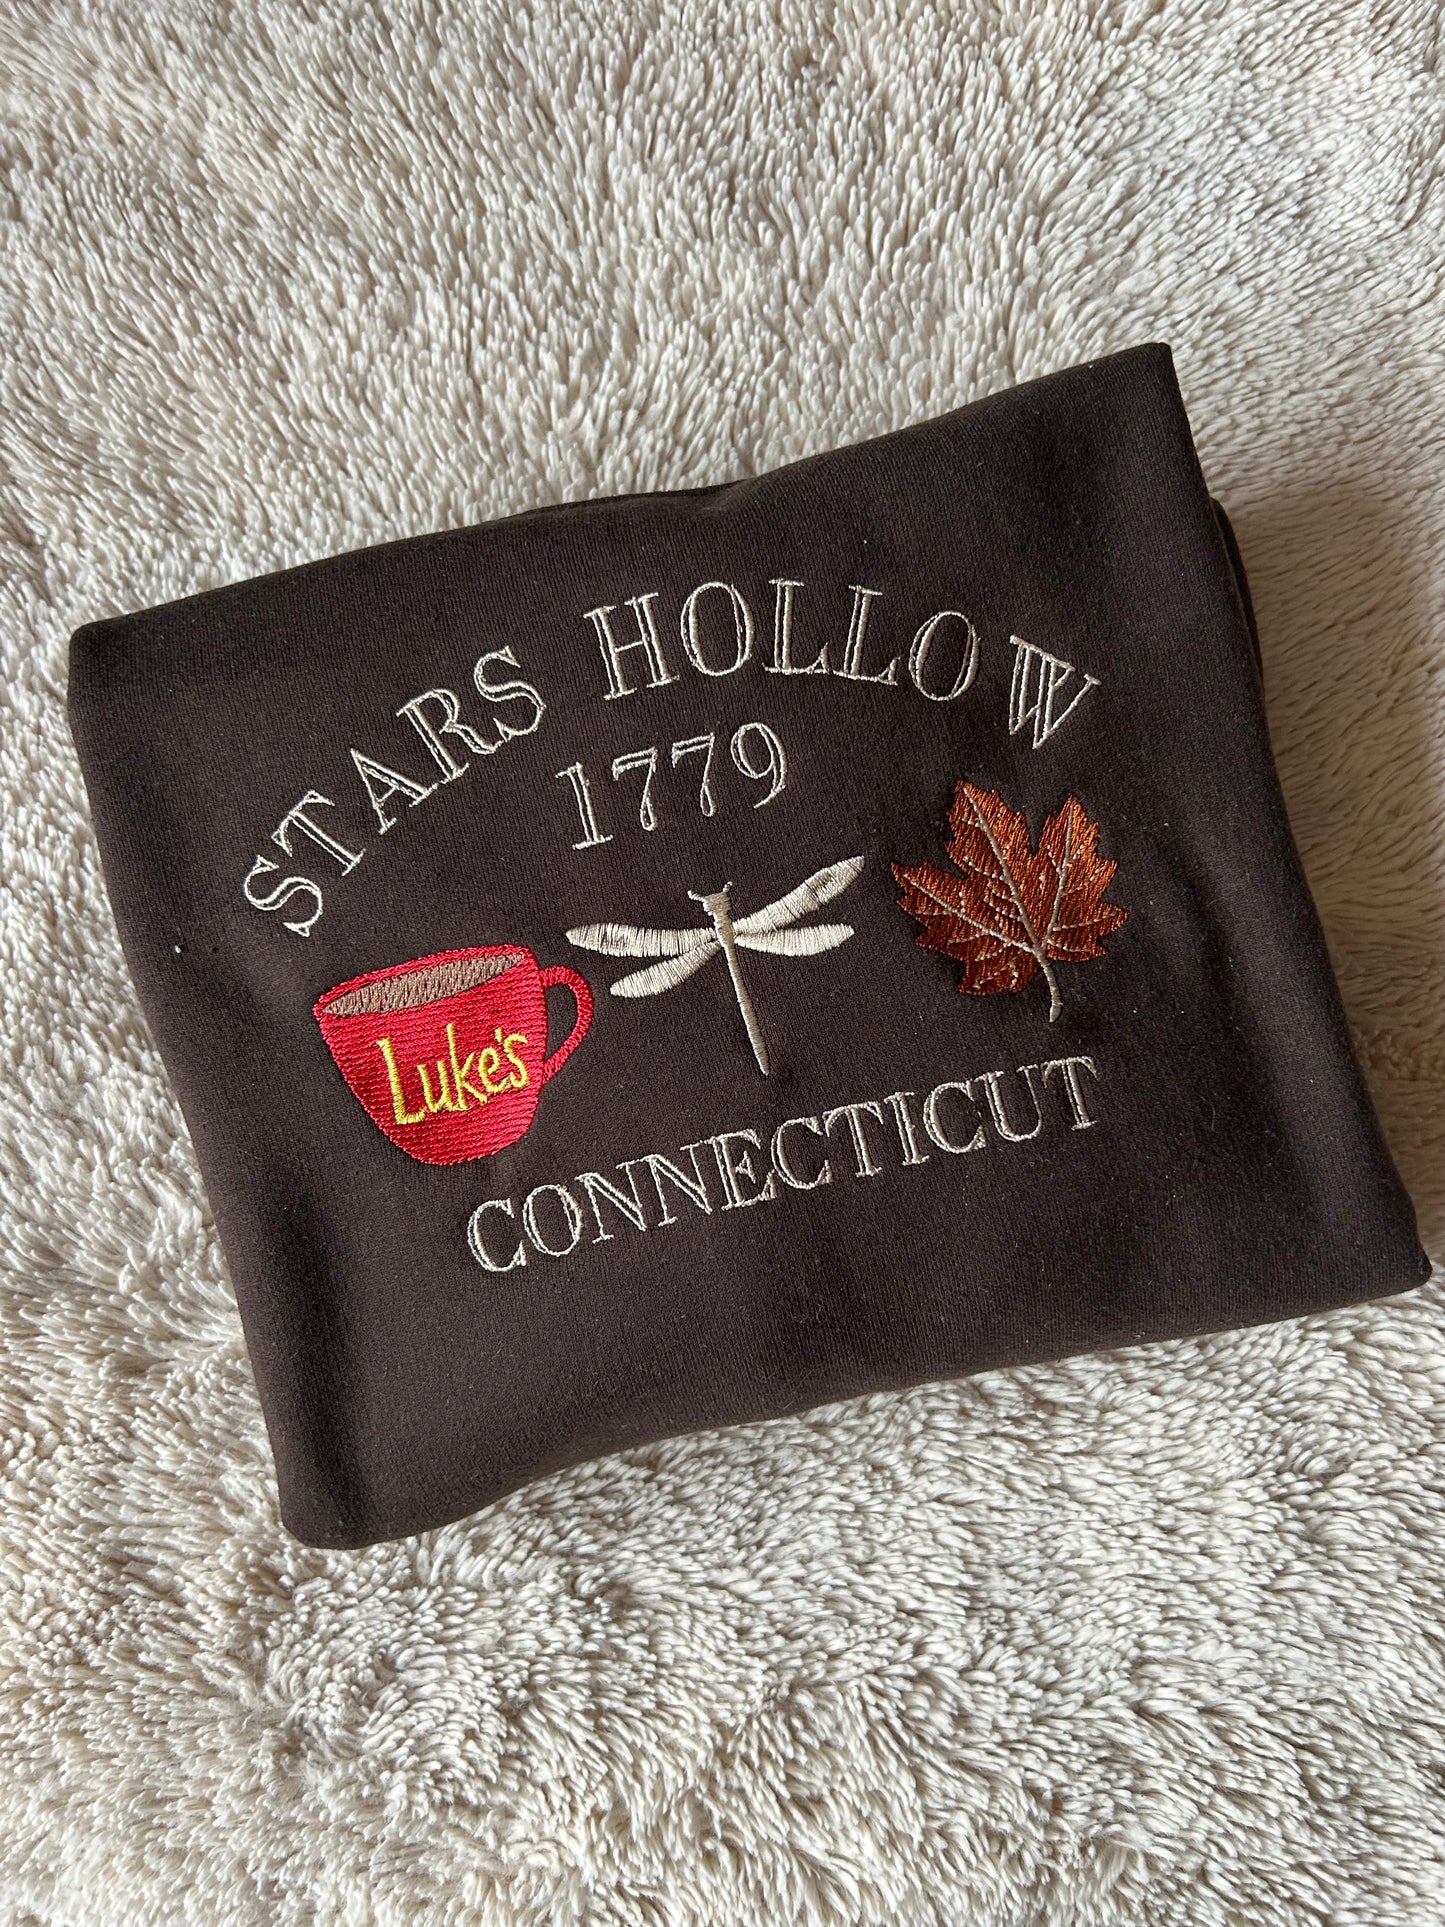 STARS HOLLOW
1779
Luke's
CONNECTICUT